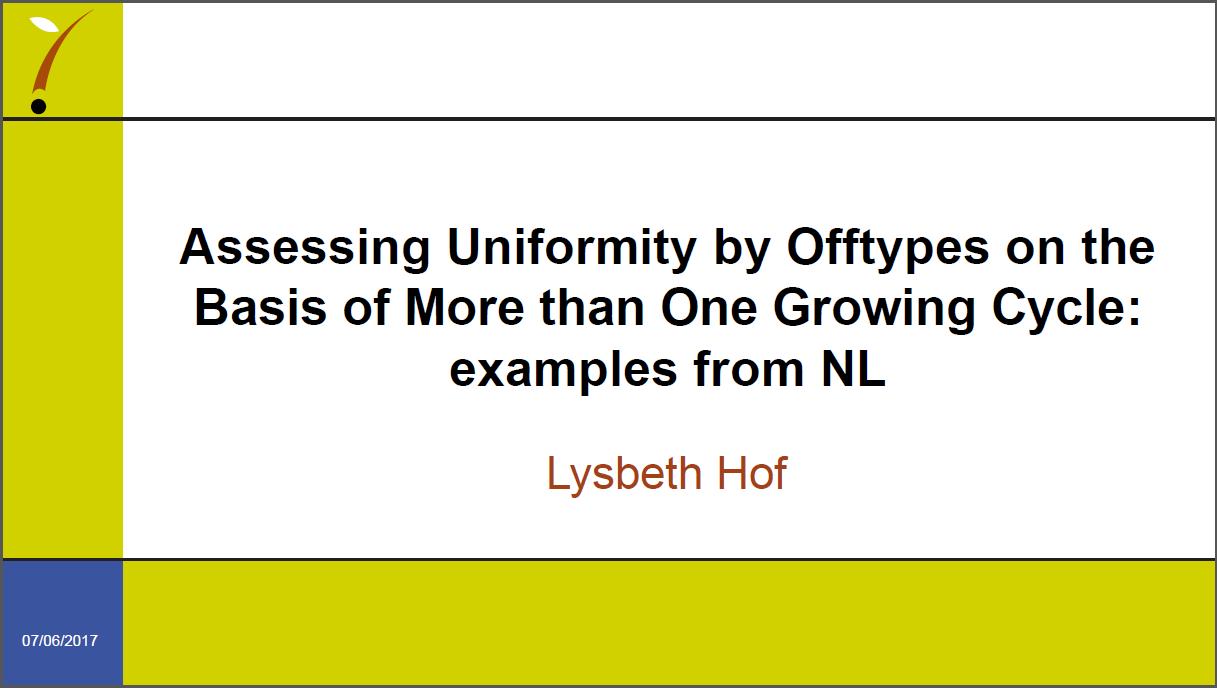 Assessing Uniformity by Offtypes on the
Basis of More than One Growing Cycle:
examples from NL
Lysbeth Hof
07/06/2017